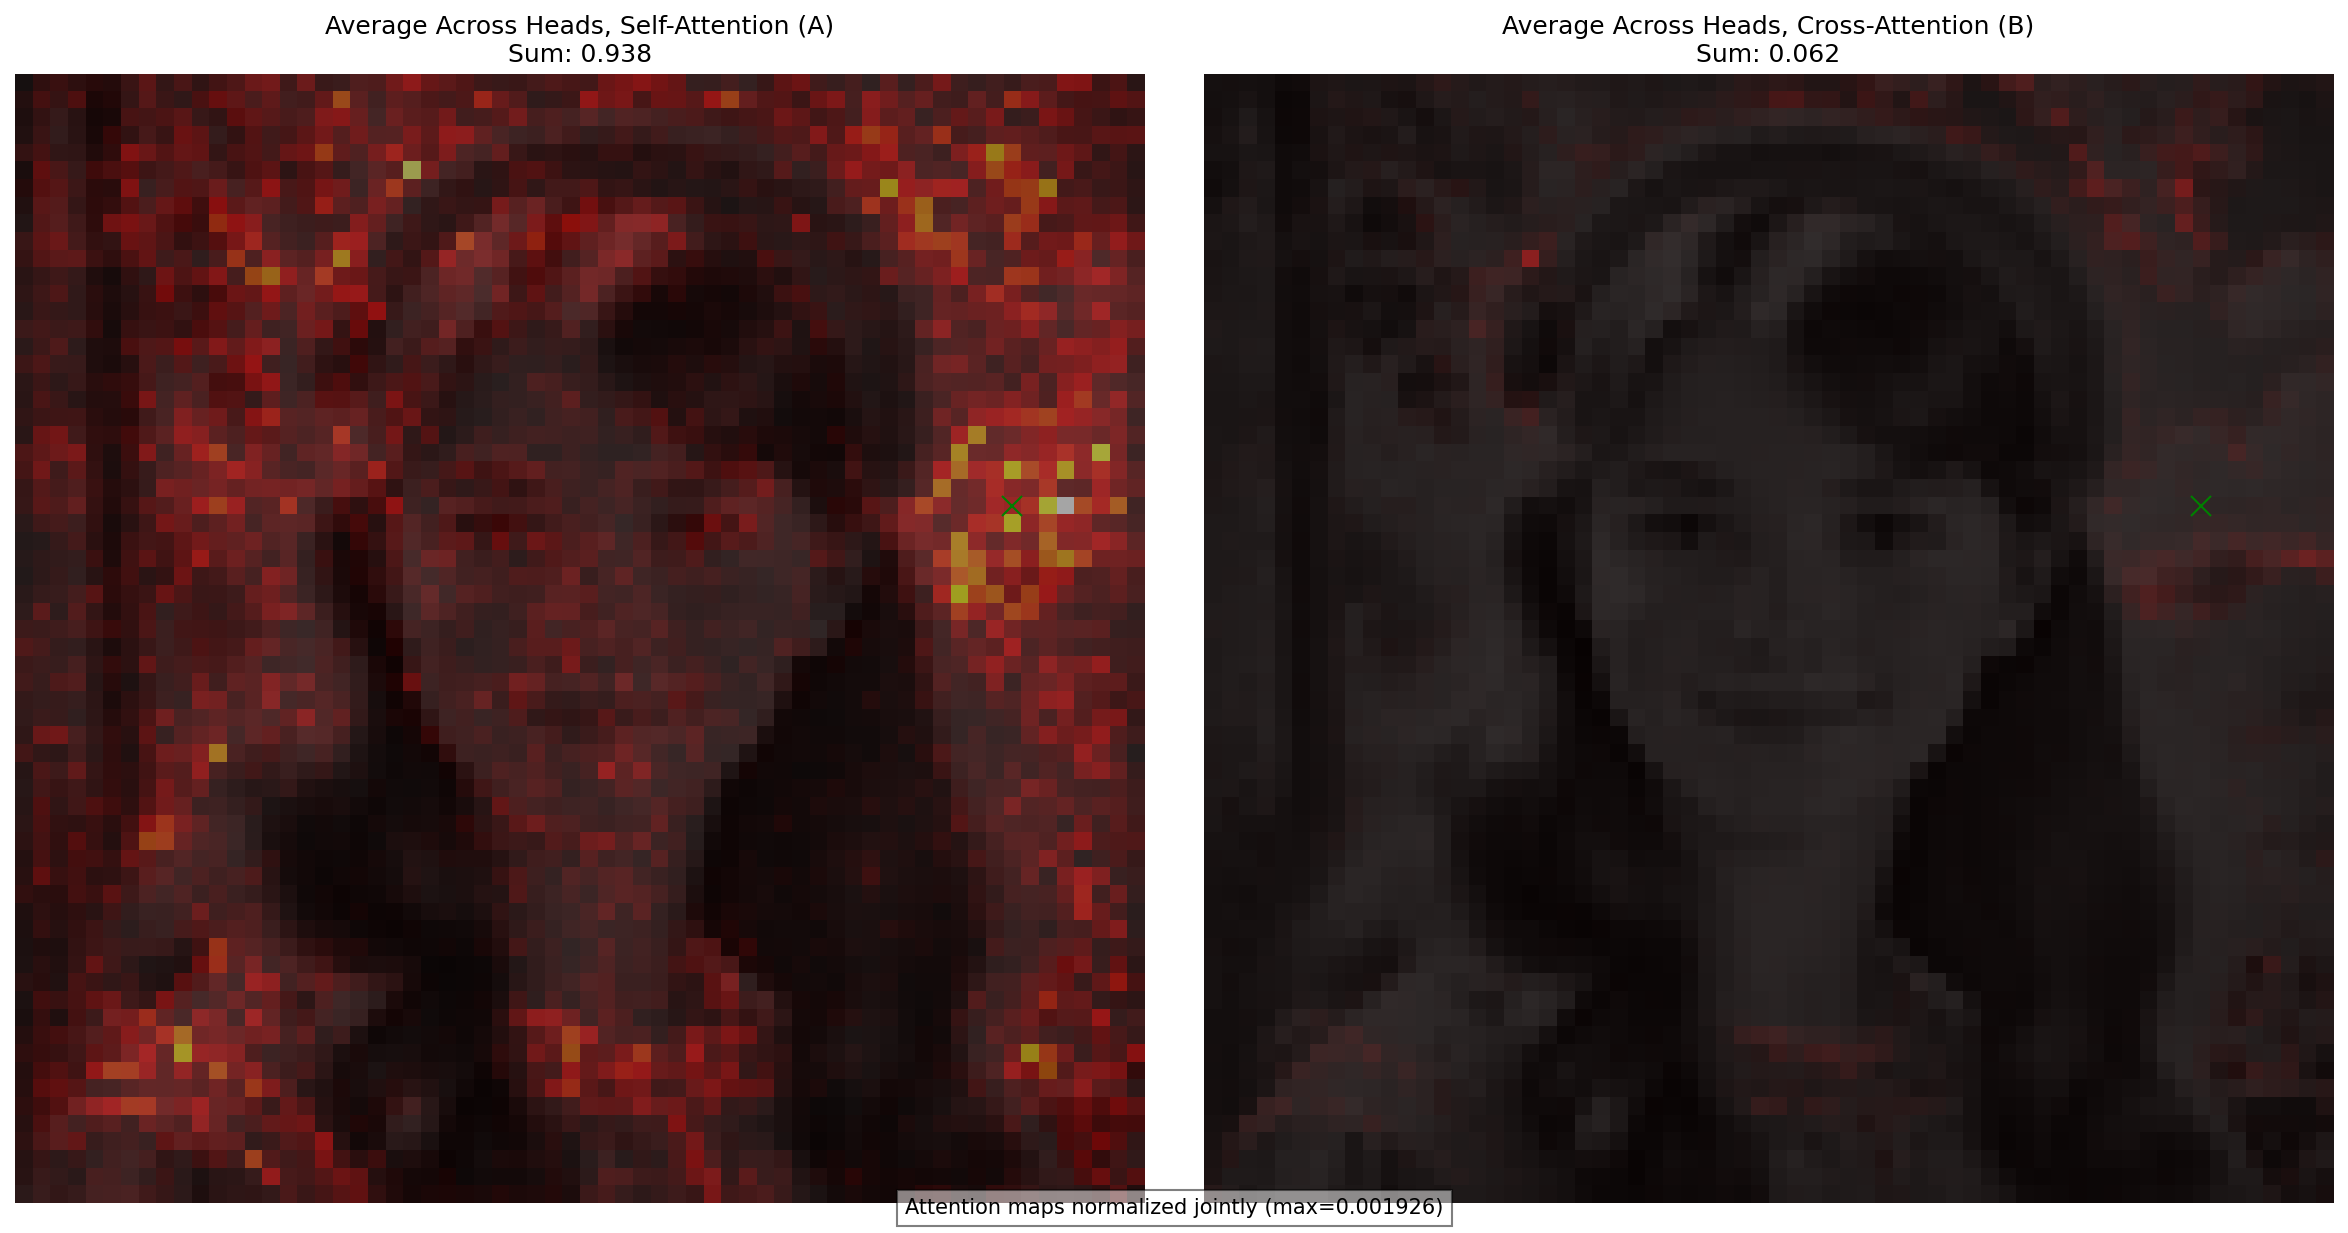 Average Across Heads, Self-Attention (A)
Sum: 0.938
Average Across Heads, Cross-Attention (B)
Sum: 0.062
Attention maps normalized jointly (max=0.001926)